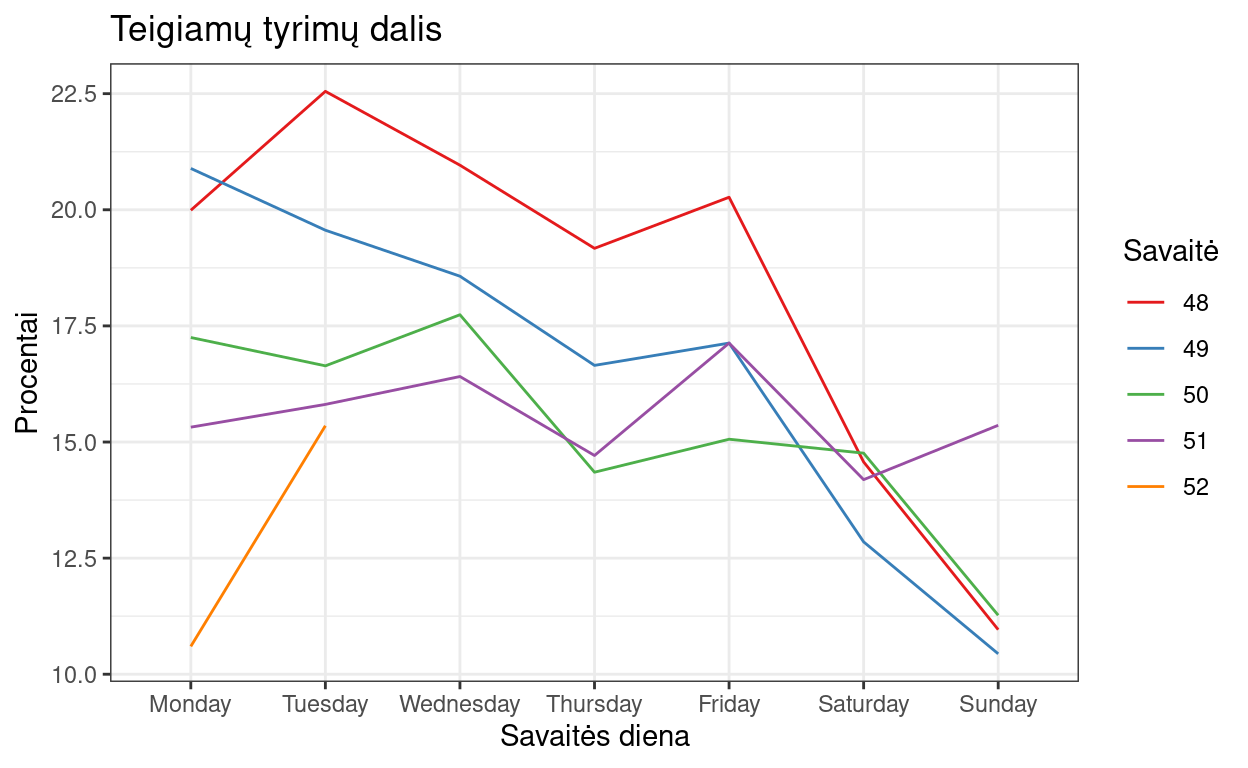 Teigiamų tyrimų dalis
Procentai
22.5
20.0
17.5
15.0
12.5
10.0
Monday Tuesday Wednesday Thursday Friday Saturday Sunday
Savaitės diena
Savaitė
48
49
50
51
52